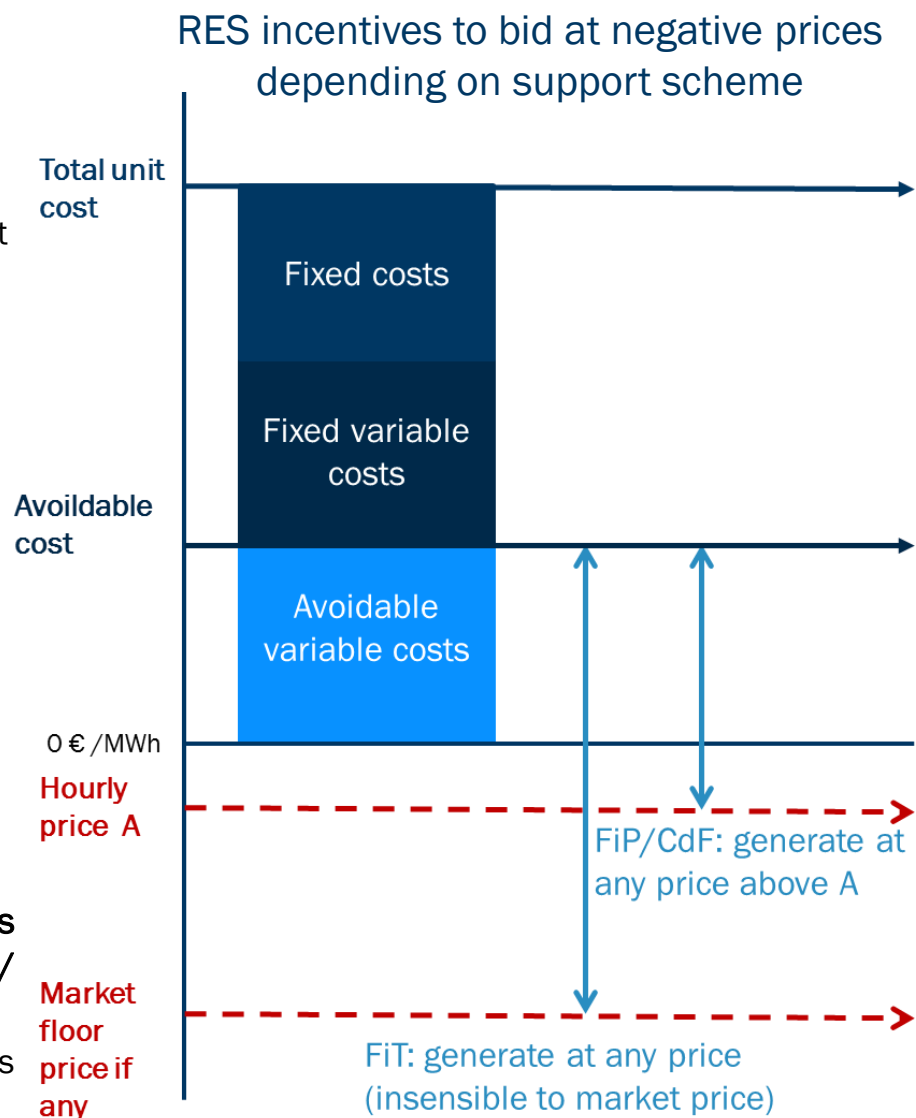 RES incentives to bid at negative prices
depending on support scheme
Total unit
cost
t
Fixed costs
Fixed variable
costs
Avoildable
cost
Avoidable
variable costs
0 € /MWh
Hourly
price A
FiP/CdF: generate at
any price above A
s
/
Market
floor
price if
any
s
FiT: generate at any price
(insensible to market price)